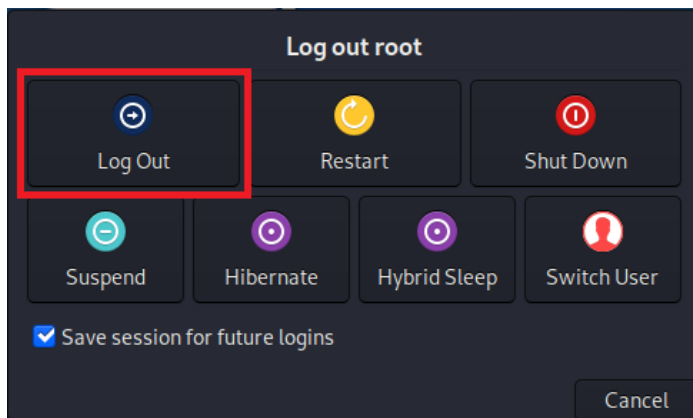 Log out root
Log Out Restart Shut Down
Suspend Hibernate Hybrid Sleep Switch User
Save session for future logins
Cancel